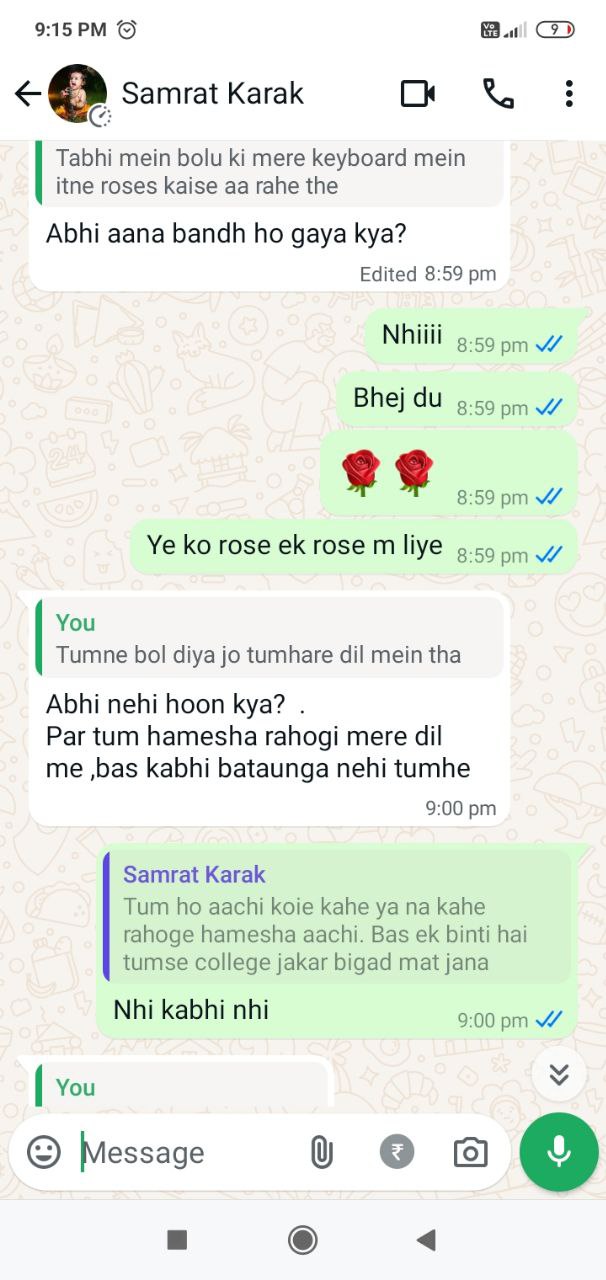 9:15 PM
Vo LTE
9
Samrat Karak
Tabhi mein bolu ki mere keyboard mein
itne roses kaise aa rahe the
Abhi aana bandh ho gaya kya?
Edited 8:59 pm
Nhiiii 8:59 pm
Bhej du 8:59 pm
🌹🌹 8:59 pm
Ye ko rose ek rose m liye 8:59 pm
You
Tumne bol diya jo tumhare dil mein tha
Abhi nehi hoon kya? .
Par tum hamesha rahogi mere dil
me ,bas kabhi bataunga nehi tumhe
9:00 pm
Samrat Karak
Tum ho aachi koie kahe ya na kahe
rahoge hamesha aachi. Bas ek binti hai
tumse college jakar bigad mat jana
Nhi kabhi nhi 9:00 pm
You
Message
₹